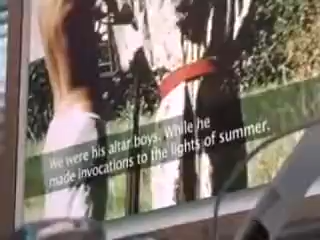 We were his altar boys. While he
made invocations to the lights of summer.